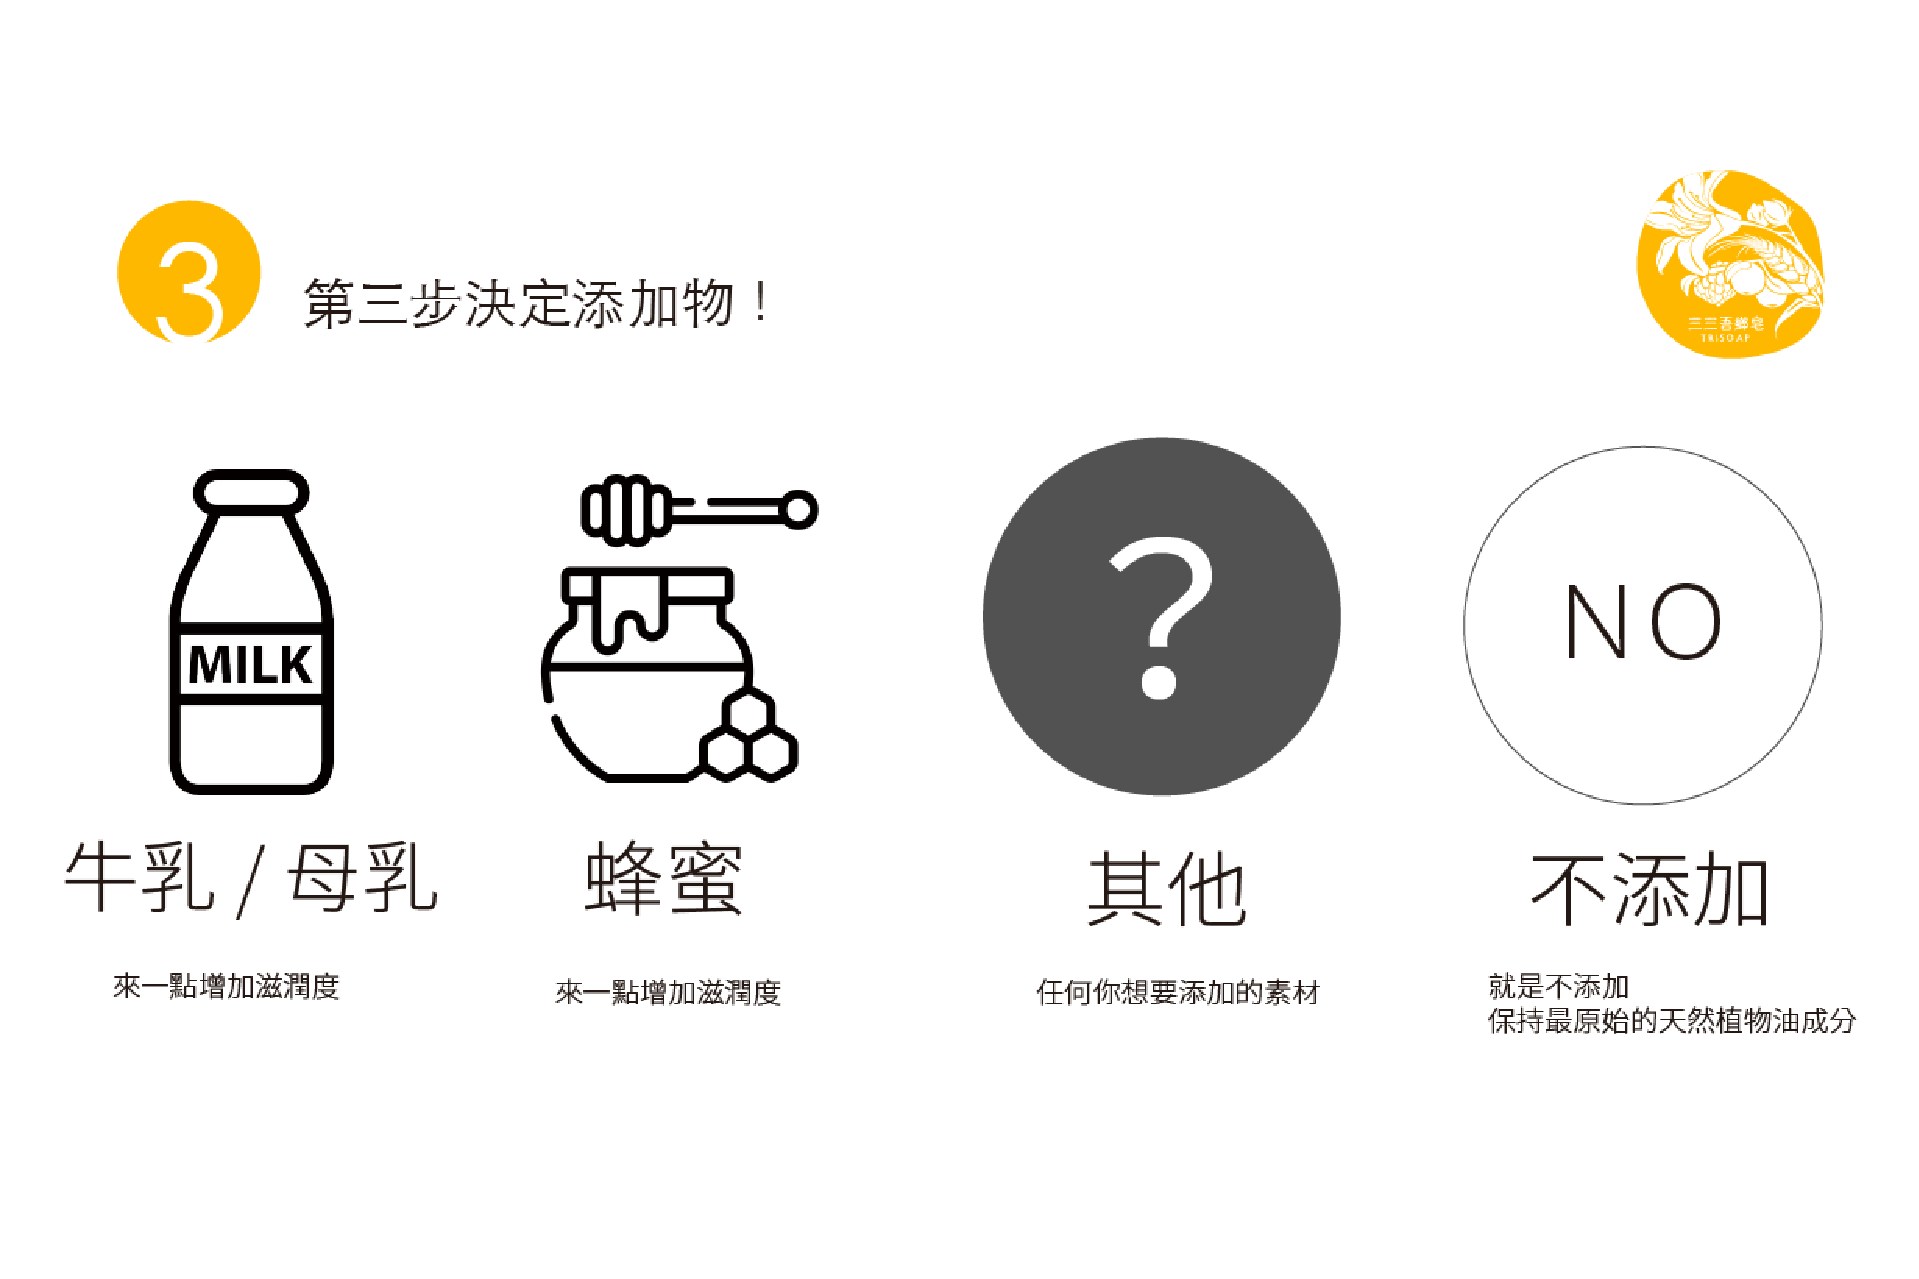 3
第三步決定添加物！
三三吾鄉皂
TRISOAP
MILK
?
NO
牛乳 / 母乳
蜂蜜
其他
不添加
來一點增加滋潤度
來一點增加滋潤度
任何你想要添加的素材
就是不添加
保持最原始的天然植物油成分